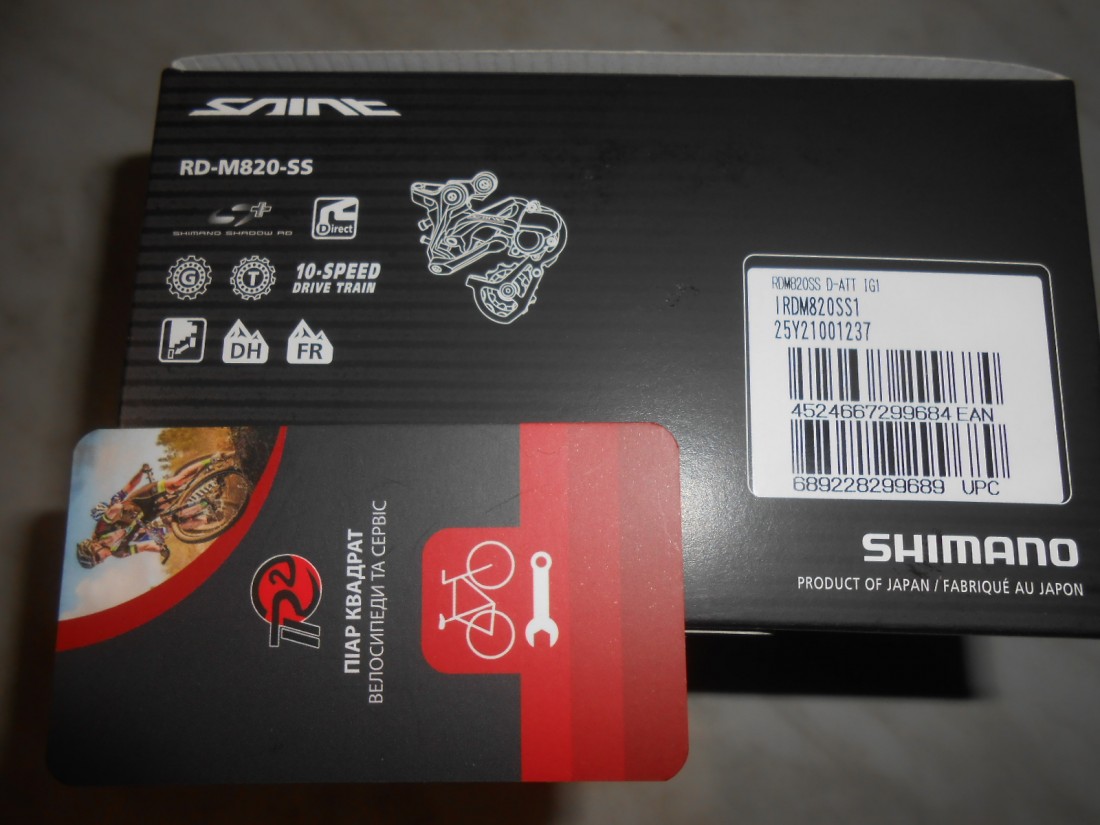 SAINT
RD-M820-SS
SHIMANO SHADOW RD
Direct
G T 10-SPEED
DRIVE TRAIN
DH FR
RDM820SS D-ATT IG1
IRDM820SS1
25Y21001237
4524667299684 EAN
689228299689 UPC
SHIMANO
PRODUCT OF JAPAN / FABRIQUÉ AU JAPON
ПІАР КВАДРАТ
ВЕЛОСИПЕДИ ТА СЕРВІС